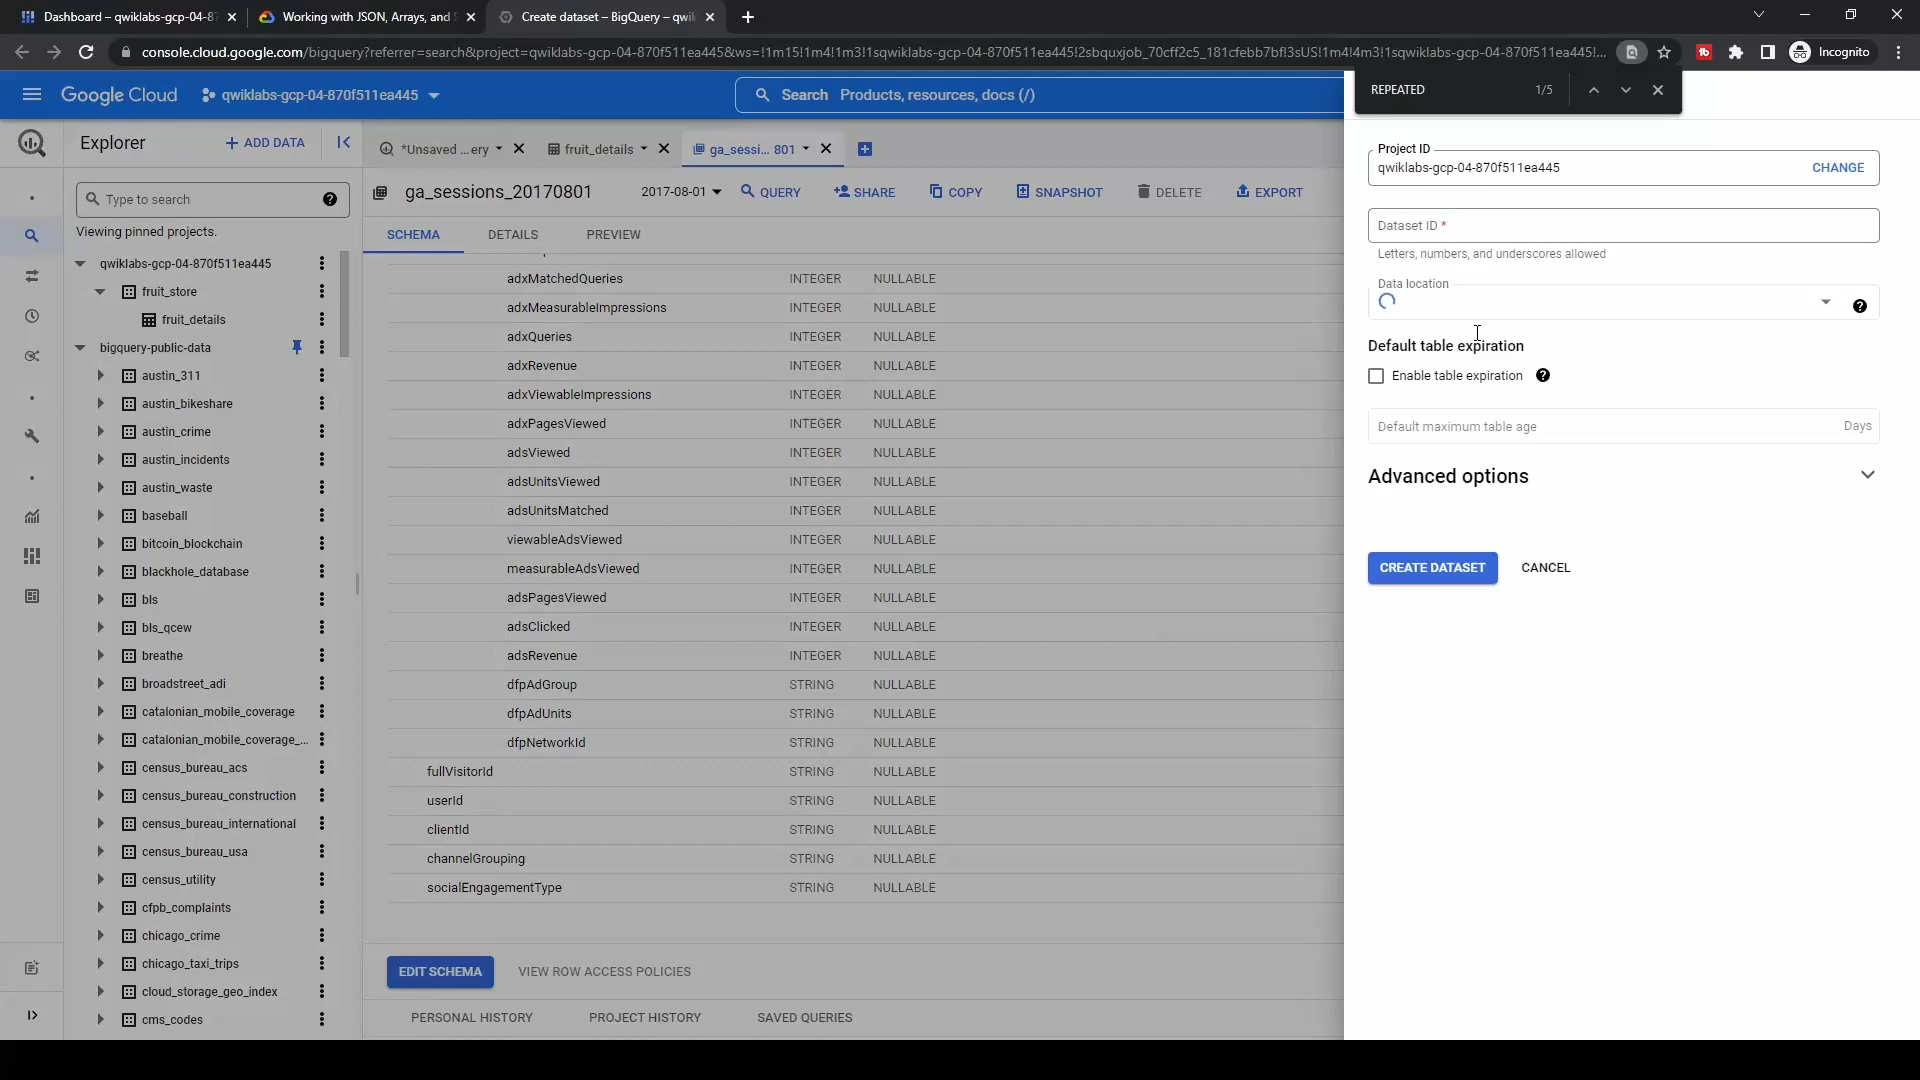 Dashboard – qwiklabs-gcp-04-87
Working with JSON, Arrays, and S
Create dataset – BigQuery – qwik
console.cloud.google.com/bigquery?referrer=search&project=qwiklabs-gcp-04-870f511ea445&ws=!1m15!1m4!1m3!1sqwiklabs-gcp-04-870f511ea445!2sbquxjob_70cff2c5_181cfebb7bf!3sUS!1m4!4m3!1sqwiklabs-gcp-04-870f511ea445!...
Incognito
REPEATED 1/5
Google Cloud
qwiklabs-gcp-04-870f511ea445
Search Products, resources, docs (/)
Explorer
+ ADD DATA
Type to search
Viewing pinned projects.
qwiklabs-gcp-04-870f511ea445
fruit_store
fruit_details
bigquery-public-data
austin_311
austin_bikeshare
austin_crime
austin_incidents
austin_waste
baseball
bitcoin_blockchain
blackhole_database
bls
bls_qcew
breathe
broadstreet_adi
catalonian_mobile_coverage
catalonian_mobile_coverage_...
census_bureau_acs
census_bureau_construction
census_bureau_international
census_bureau_usa
census_utility
cfpb_complaints
chicago_crime
chicago_taxi_trips
cloud_storage_geo_index
cms_codes
*Unsaved ...ery
fruit_details
ga_sessi... 801
ga_sessions_20170801
2017-08-01
QUERY
SHARE
COPY
SNAPSHOT
DELETE
EXPORT
SCHEMA
DETAILS
PREVIEW
adxMatchedQueries INTEGER NULLABLE
adxMeasurableImpressions INTEGER NULLABLE
adxQueries INTEGER NULLABLE
adxRevenue INTEGER NULLABLE
adxViewableImpressions INTEGER NULLABLE
adxPagesViewed INTEGER NULLABLE
adsViewed INTEGER NULLABLE
adsUnitsViewed INTEGER NULLABLE
adsUnitsMatched INTEGER NULLABLE
viewableAdsViewed INTEGER NULLABLE
measurableAdsViewed INTEGER NULLABLE
adsPagesViewed INTEGER NULLABLE
adsClicked INTEGER NULLABLE
adsRevenue INTEGER NULLABLE
dfpAdGroup STRING NULLABLE
dfpAdUnits STRING NULLABLE
dfpNetworkId STRING NULLABLE
fullVisitorId STRING NULLABLE
userId STRING NULLABLE
clientId STRING NULLABLE
channelGrouping STRING NULLABLE
socialEngagementType STRING NULLABLE
EDIT SCHEMA
VIEW ROW ACCESS POLICIES
PERSONAL HISTORY
PROJECT HISTORY
SAVED QUERIES
Project ID
qwiklabs-gcp-04-870f511ea445
CHANGE
Dataset ID *
Letters, numbers, and underscores allowed
Data location
Default table expiration
Enable table expiration
Default maximum table age
Days
Advanced options
CREATE DATASET
CANCEL